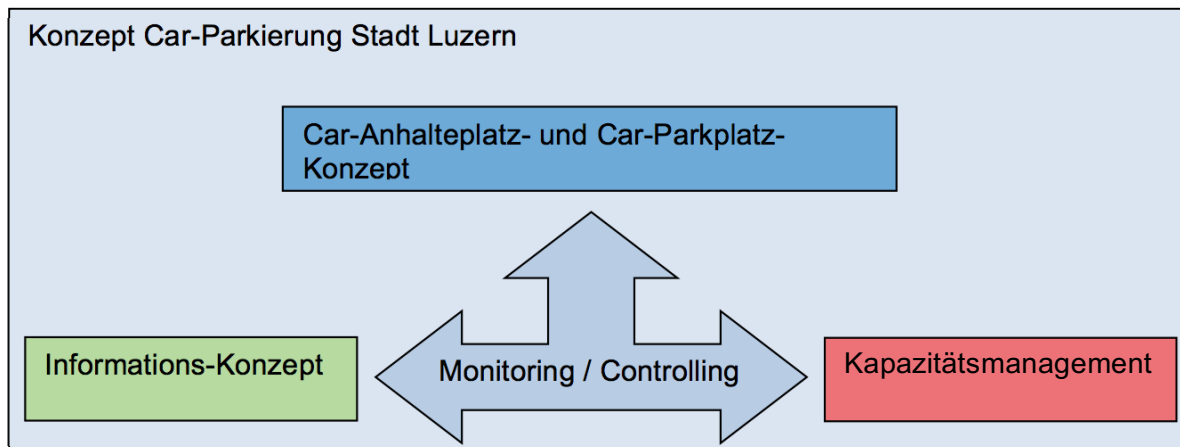 Konzept Car-Parkierung Stadt Luzern
Car-Anhalteplatz- und Car-Parkplatz-
Konzept
Informations-Konzept
Monitoring / Controlling
Kapazitätsmanagement